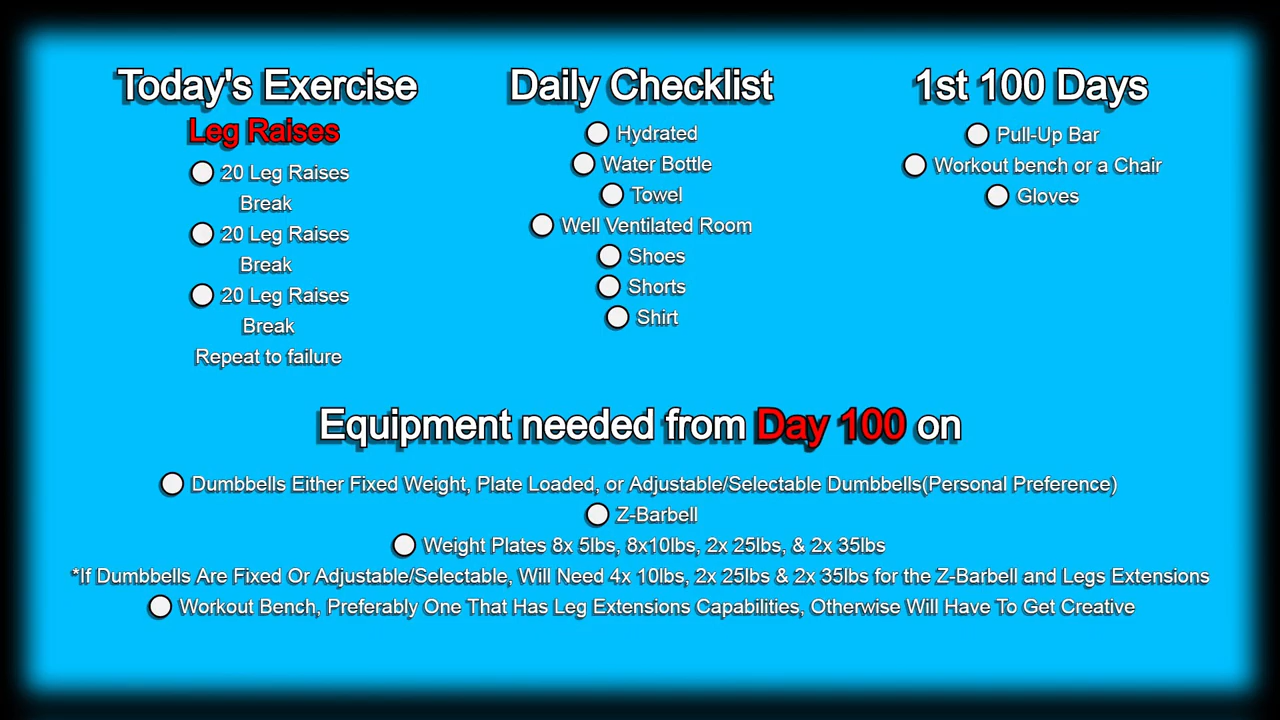 Today's Exercise
Leg Raises
20 Leg Raises
Break
20 Leg Raises
Break
20 Leg Raises
Break
Repeat to failure
Daily Checklist
Hydrated
Water Bottle
Towel
Well Ventilated Room
Shoes
Shorts
Shirt
1st 100 Days
Pull-Up Bar
Workout bench or a Chair
Gloves
Equipment needed from Day 100 on
Dumbbells Either Fixed Weight, Plate Loaded, or Adjustable/Selectable Dumbbells(Personal Preference)
Z-Barbell
Weight Plates 8x 5lbs, 8x10lbs, 2x 25lbs, & 2x 35lbs
*If Dumbbells Are Fixed Or Adjustable/Selectable, Will Need 4x 10lbs, 2x 25lbs & 2x 35lbs for the Z-Barbell and Legs Extensions
Workout Bench, Preferably One That Has Leg Extensions Capabilities, Otherwise Will Have To Get Creative